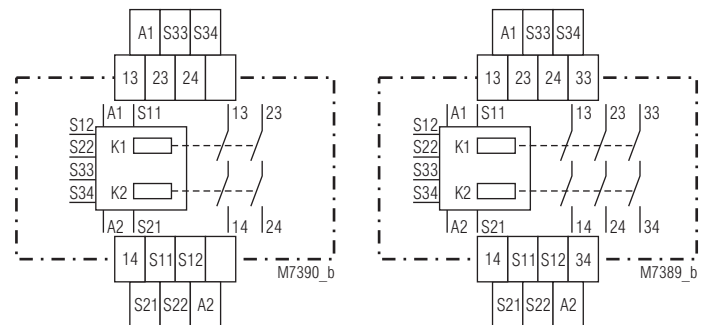 A1 S33 S34
13 23 24
A1 S11 13 23
S12
S22 K1
S33
S34 K2
A2 S21 14 24
14 S11 S12
M7390_b
S21 S22 A2
A1 S33 S34
13 23 24 33
A1 S11 13 23 33
S12
S22 K1
S33
S34 K2
A2 S21 14 24 34
14 S11 S12 34
M7389_b
S21 S22 A2